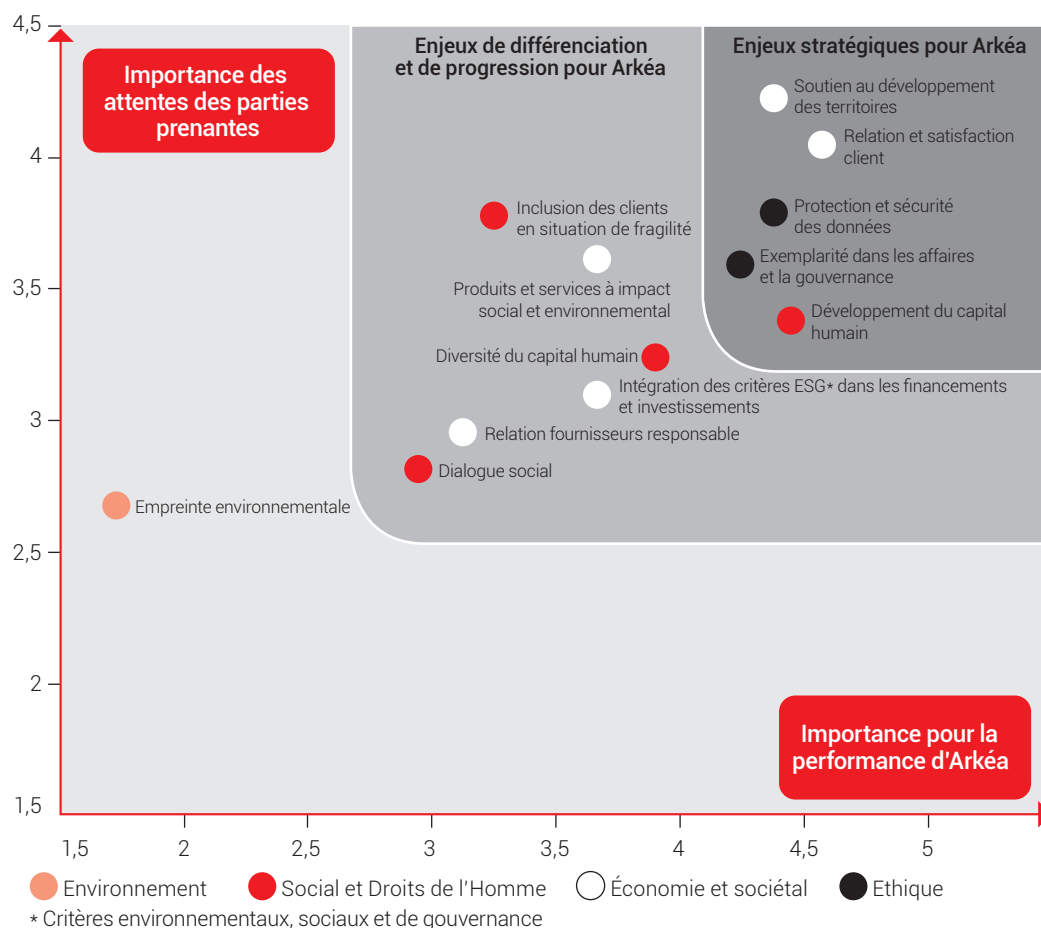 4,5
Importance des
attentes des parties
prenantes
Enjeux de différenciation
et de progression pour Arkéa
Enjeux stratégiques pour Arkéa
Soutien au développement
des territoires
Relation et satisfaction
client
4
Inclusion des clients
en situation de fragilité
Protection et sécurité
des données
Exemplarité dans les affaires
et la gouvernance
3,5
Produits et services à impact
social et environnemental
Développement du capital
humain
Diversité du capital humain
Intégration des critères ESG* dans les financements
et investissements
3
Relation fournisseurs responsable
Dialogue social
Empreinte environnementale
2,5
2
Importance pour la
performance d'Arkéa
1,5
1,5 2 2,5 3 3,5 4 4,5 5
Environnement Social et Droits de l'Homme Économie et sociétal Ethique
* Critères environnementaux, sociaux et de gouvernance